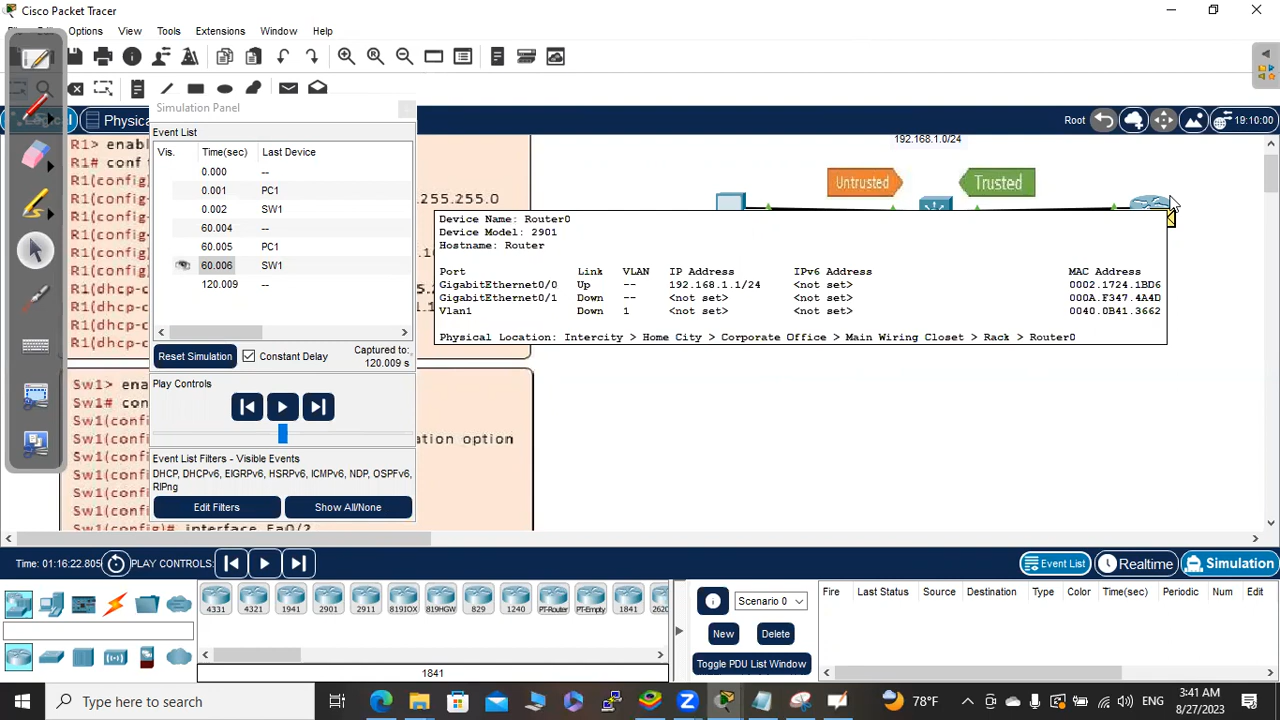 Cisco Packet Tracer
Options View Tools Extensions Window Help
Physi
Root 19:10:00
Simulation Panel
Event List
Vis. Time(sec) Last Device
0.000 --
0.001 PC1
0.002 SW1
60.004 --
60.005 PC1
60.006 SW1
120.009 --
Reset Simulation Constant Delay Captured to:
120.009 s
Play Controls
Event List Filters - Visible Events
DHCP, DHCPv6, EIGRPv6, HSRPv6, ICMPv6, NDP, OSPFv6,
RIPng
Edit Filters Show All/None
R1> enabl
R1# conf
R1(config)
R1(config) 255.255.0
R1(config)
R1(config)
R1(config)
R1(dhcp-c
R1(dhcp-c
R1(dhcp-c
Sw1> ena
Sw1# con
Sw1(conf
Sw1(conf ation option
Sw1(conf
Sw1(conf
Sw1(conf
Sw1(config)# interface Fa0/2
192.168.1.0/24
Untrusted Trusted
Device Name: Router0
Device Model: 2901
Hostname: Router
Port Link VLAN IP Address IPv6 Address MAC Address
GigabitEthernet0/0 Up -- 192.168.1.1/24 <not set> 0002.1724.1BD6
GigabitEthernet0/1 Down -- <not set> <not set> 000A.F347.4A4D
Vlan1 Down 1 <not set> <not set> 0040.0B41.3662
Physical Location: Intercity > Home City > Corporate Office > Main Wiring Closet > Rack > Router0
Time: 01:16:22.805 PLAY CONTROLS: Event List Realtime Simulation
4331 4321 1941 2901 2911 819IOX 819HGW 829 1240 PT-Router PT-Empty 1841 262
1841
Scenario 0
New Delete
Toggle PDU List Window
Fire Last Status Source Destination Type Color Time(sec) Periodic Num Edit
Type here to search
78°F
3:41 AM
8/27/2023